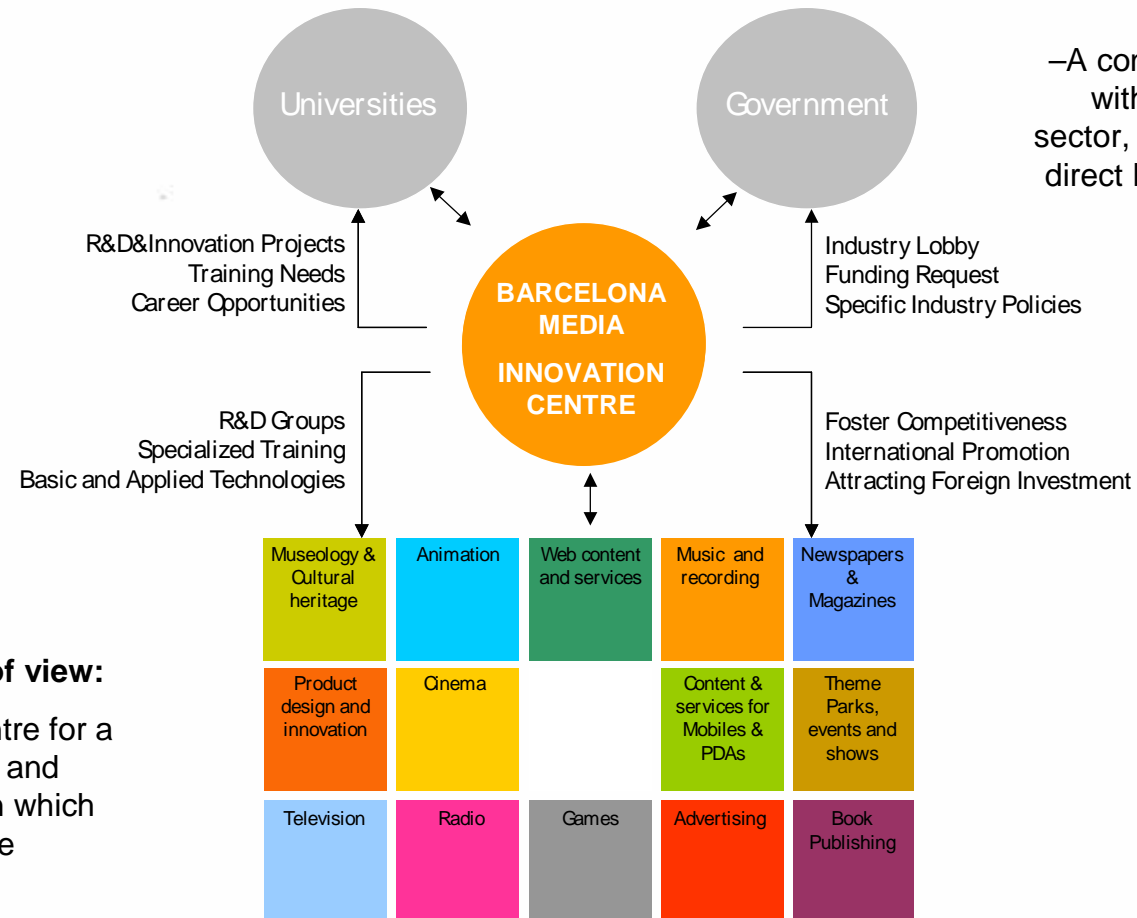 Universities
Government
–A
with
sector,
direct
R&D&Innovation Projects
Training Needs
Career Opportunities
Industry Lobby
Funding Request
Specific Industry Policies
BARCELONA
MEDIA
INNOVATION
CENTRE
R&D Groups
Specialized Training
Basic and Applied Technologies
Foster Competitiveness
International Promotion
Attracting Foreign Investment
Museology &
Cultural
heritage
Animation
Web content
and services
Music and
recording
Newspapers
&
Magazines
of view:
for a
and
which
Product
design and
innovation
Cinema
Content &
services for
Mobiles &
PDAs
Theme
Parks,
events and
shows
Television
Radio
Games
Advertising
Book
Publishing